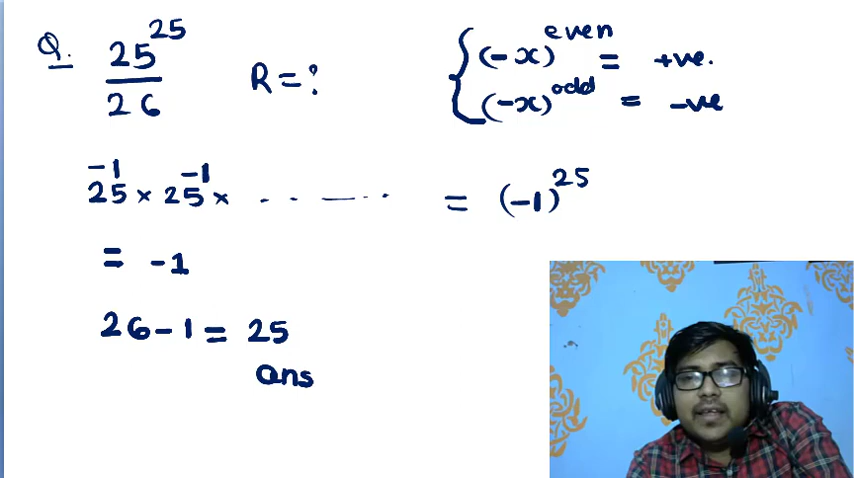 Q. 25^25 / 26 R = ?
(-x)^even = +ve.
(-x)^odd = -ve
-1 -1
25 × 25 × .. — .. = (-1)^25
= -1
26 - 1 = 25
ans